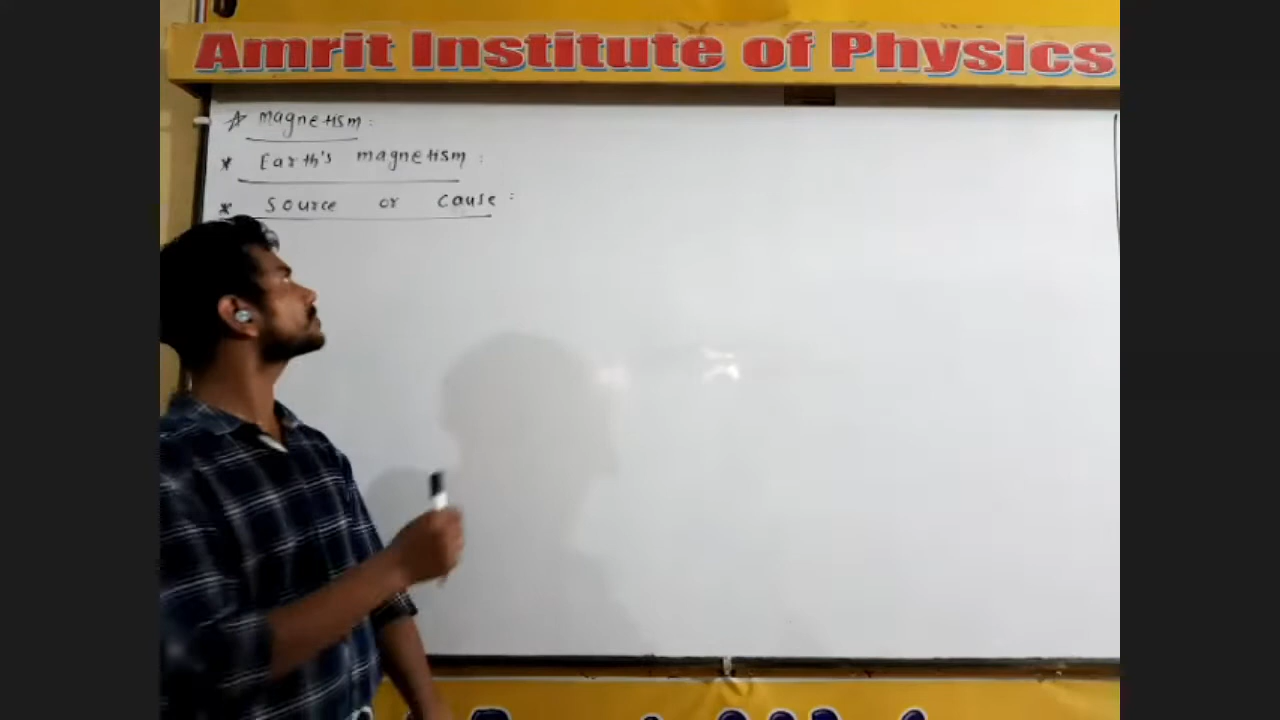 Amrit Institute of Physics
☆ Magnetism :
* Earth's magnetism :
* Source or cause :